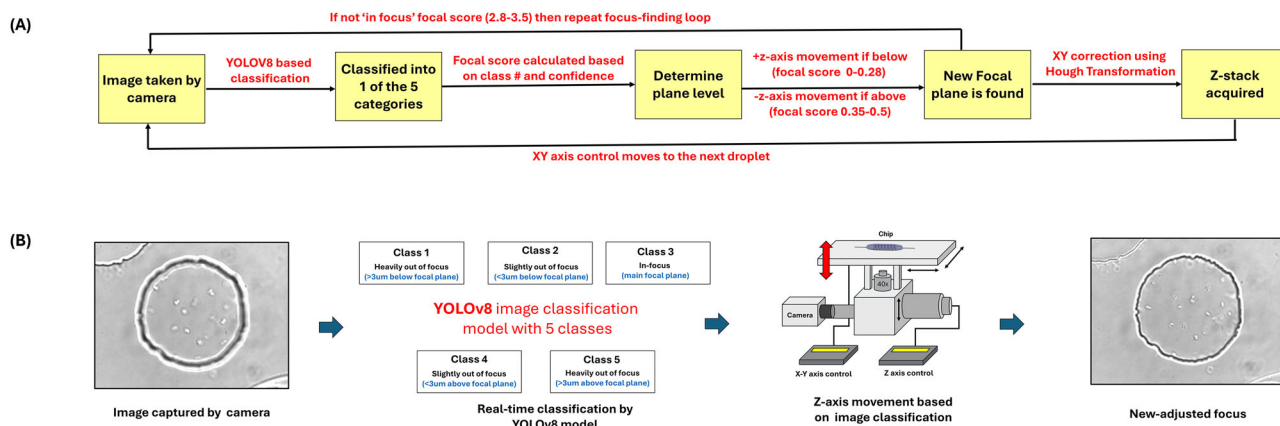 (A)
If not ‘in focus’ focal score (2.8-3.5) then repeat focus-finding loop
Image taken by
camera
YOLOV8 based
classification
Classified into
1 of the 5
categories
Focal score calculated based
on class # and confidence
Determine
plane level
+z-axis movement if below
(focal score  0-0.28)
-z-axis movement if above
(focal score 0.35-0.5)
New Focal
plane is found
XY correction using
Hough Transformation
Z-stack
acquired
XY axis control moves to the next droplet
(B)
Image captured by  camera
Class 1
Heavily out of focus
(>3um below focal plane)
Class 2
Slightly out of focus
(<3um below focal plane)
Class 3
In-focus
(main focal plane)
YOLOv8 image classification
model with 5 classes
Class 4
Slightly out of focus
(<3um above focal plane)
Class 5
Heavily out of focus
(>3um above focal plane)
Real-time classification by
YOLOv8 model
Chip
40x
Camera
X-Y axis control
Z axis control
Z-axis movement based
on image classification
New-adjusted focus